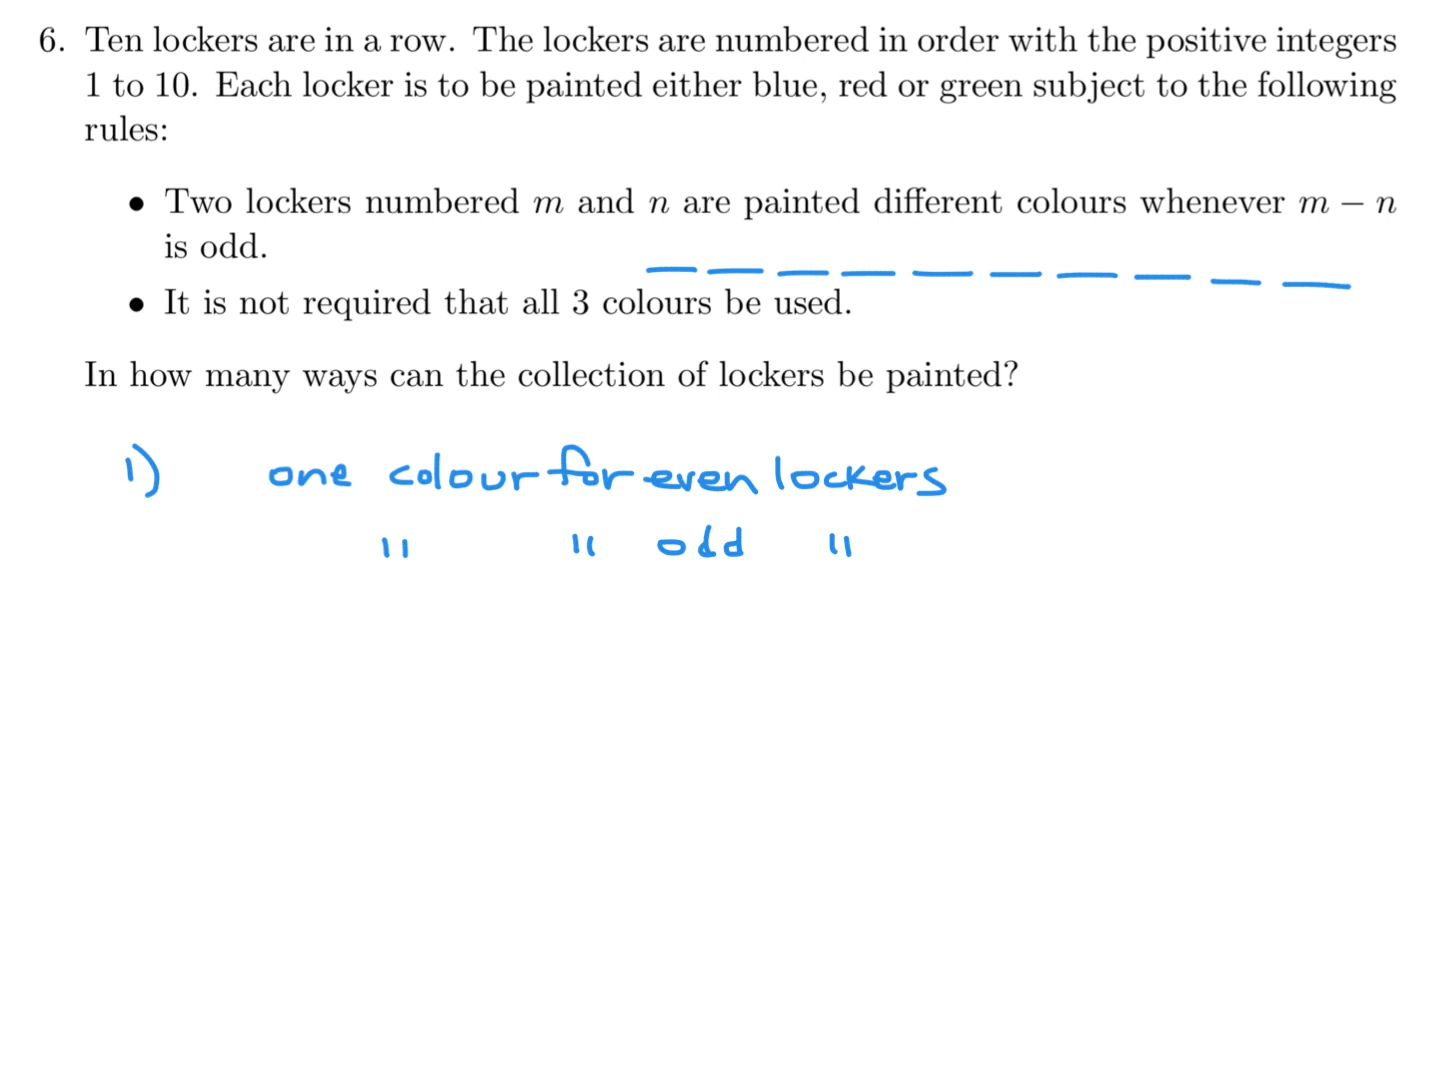 6. Ten lockers are in a row. The lockers are numbered in order with the positive integers
1 to 10. Each locker is to be painted either blue, red or green subject to the following
rules:
• Two lockers numbered m and n are painted different colours whenever m − n
is odd.
• It is not required that all 3 colours be used.
In how many ways can the collection of lockers be painted?
1) one colour for even lockers
" " odd "